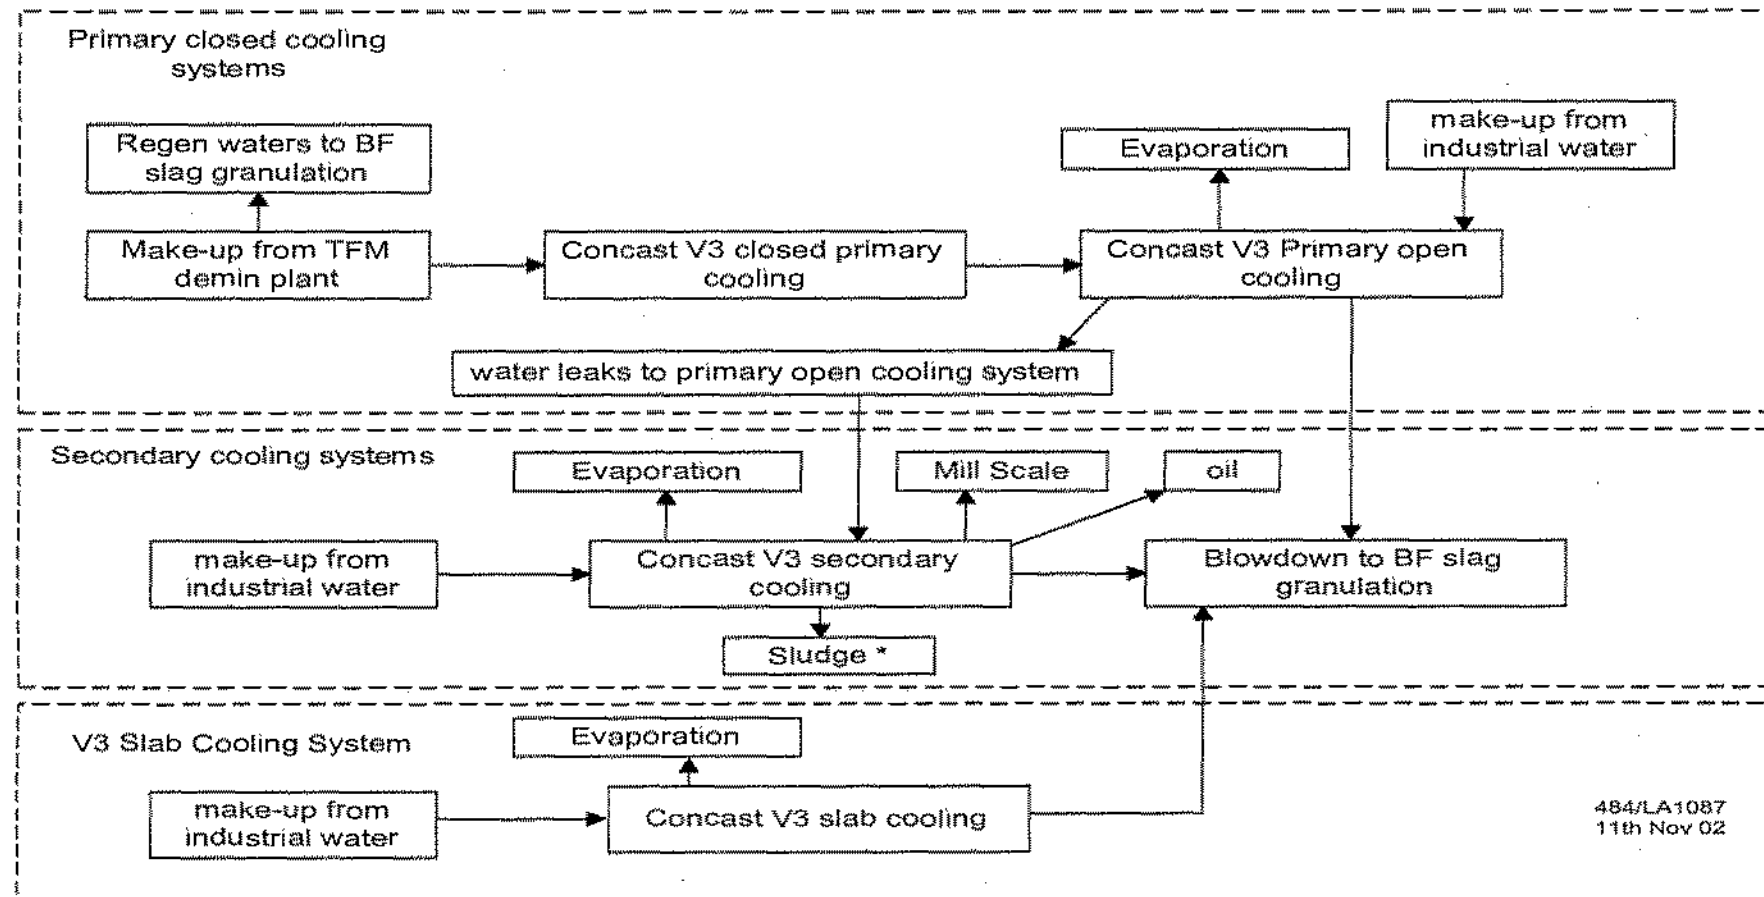 Primary closed cooling
systems
Regen waters to BF
slag granulation
Evaporation
make-up from
industrial water
Make-up from TFM
demin plant
Concast V3 closed primary
cooling
Concast V3 Primary open
cooling
water leaks to primary open cooling system
Secondary cooling systems
Evaporation
Mill Scale
oil
make-up from
industrial water
Concast V3 secondary
cooling
Blowdown to BF slag
granulation
Sludge *
V3 Slab Cooling System
Evaporation
make-up from
industrial water
Concast V3 slab cooling
484/LA1087
11th Nov 02